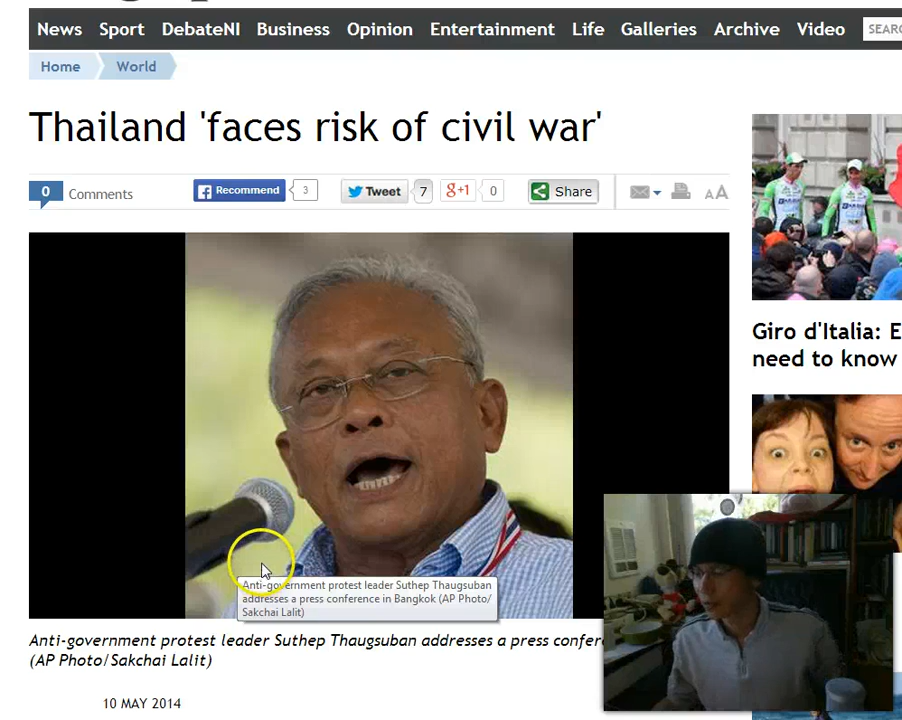 News Sport DebateNI Business Opinion Entertainment Life Galleries Archive Video SEARC
Home World
Thailand 'faces risk of civil war'
0 Comments Recommend 3 Tweet 7 +1 0 Share AA
Giro d'Italia: E
need to know
Anti-government protest leader Suthep Thaugsuban
addresses a press conference in Bangkok (AP Photo/
Sakchai Lalit)
Anti-government protest leader Suthep Thaugsuban addresses a press confere
(AP Photo/Sakchai Lalit)
10 MAY 2014